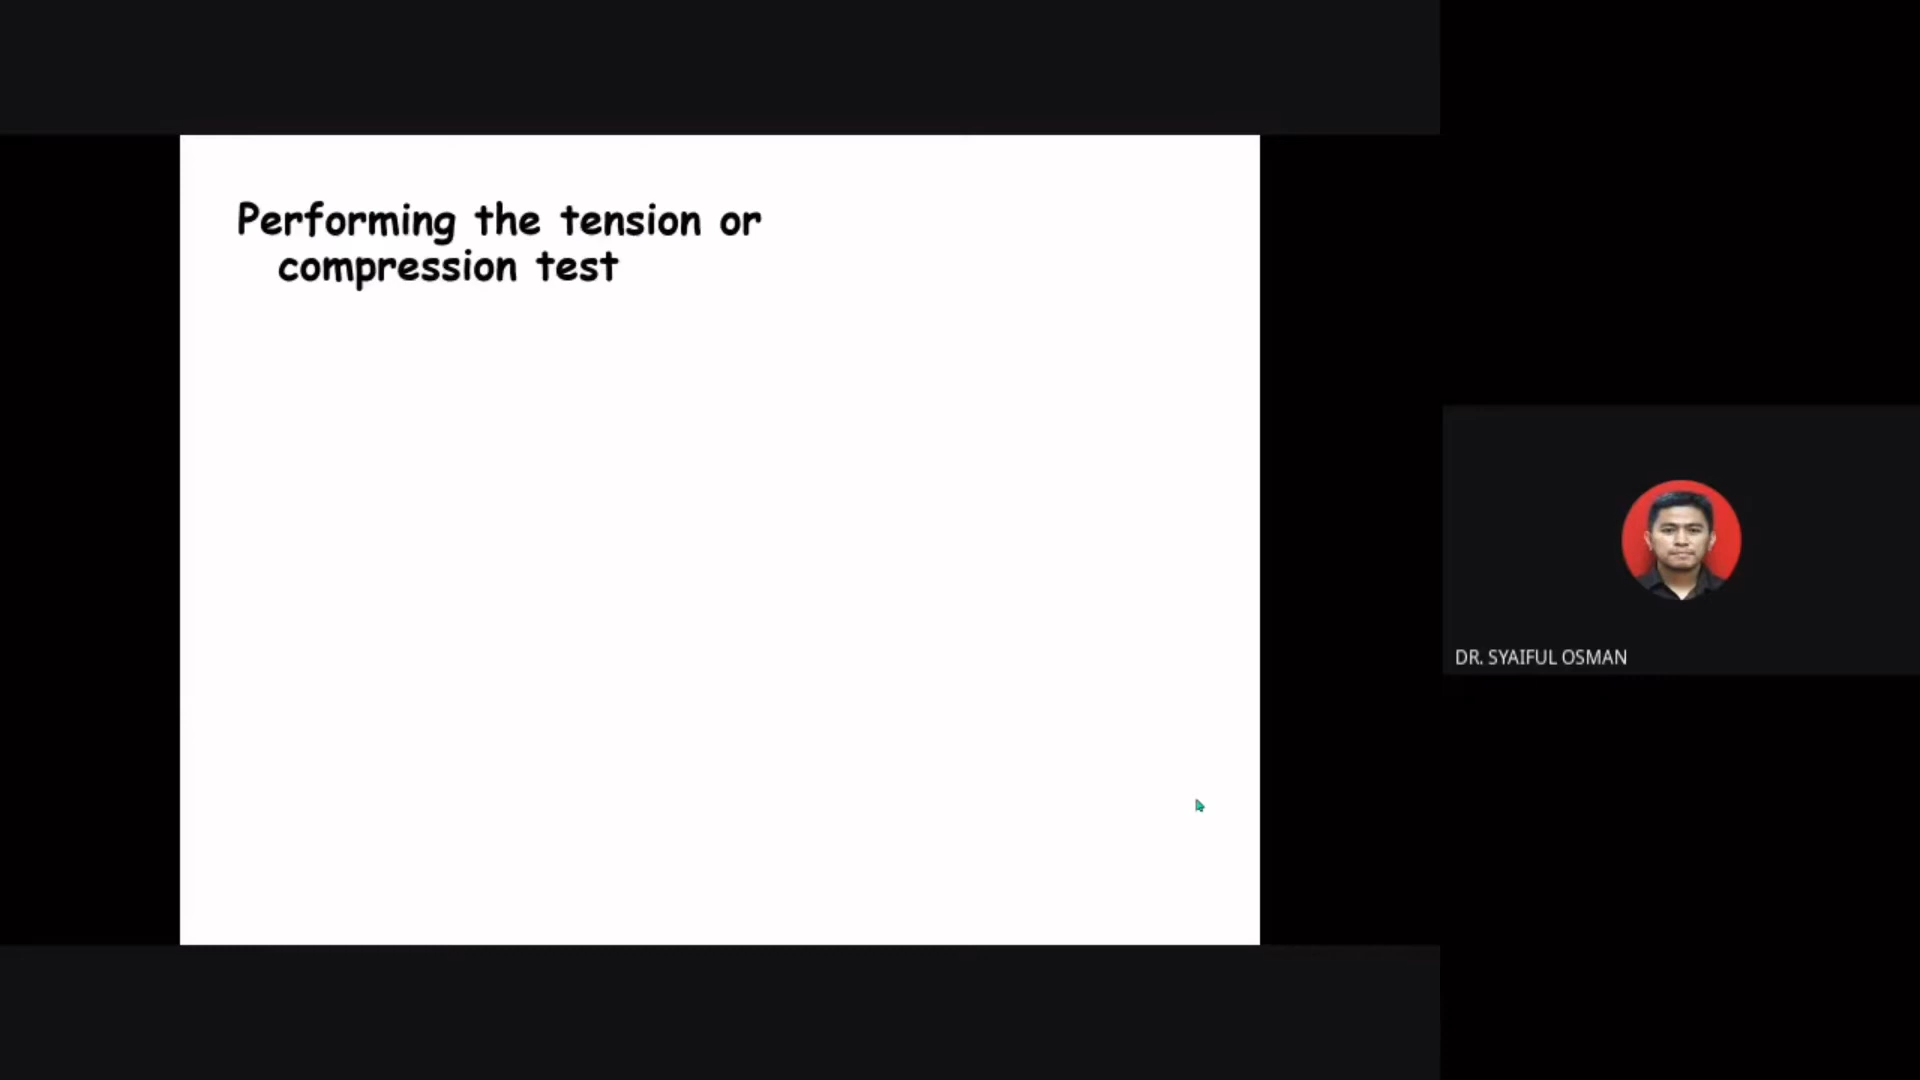 Performing the tension or
compression test
DR. SYAIFUL OSMAN